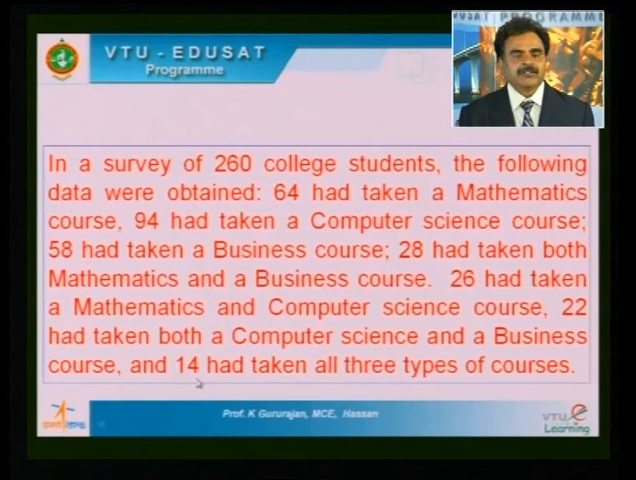 VTU - EDUSAT
Programme
In a survey of 260 college students, the following
data were obtained: 64 had taken a Mathematics
course, 94 had taken a Computer science course;
58 had taken a Business course; 28 had taken both
Mathematics and a Business course. 26 had taken
a Mathematics and Computer science course, 22
had taken both a Computer science and a Business
course, and 14 had taken all three types of courses.
Prof. K Gururajan, MCE, Hassan
VTU e
Learning